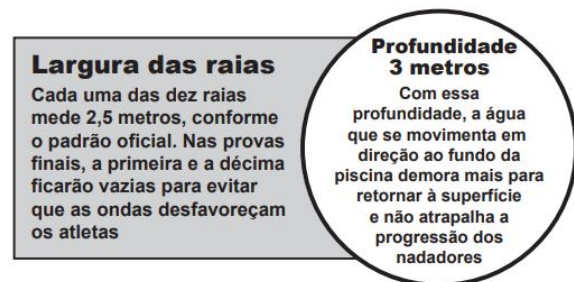 Largura das raias
Cada uma das dez raias
mede 2,5 metros, conforme
o padrão oficial. Nas provas
finais, a primeira e a décima
ficarão vazias para evitar
que as ondas desfavoreçam
os atletas
Profundidade
3 metros
Com essa
profundidade, a água
que se movimenta em
direção ao fundo da
piscina demora mais para
retornar à superfície
e não atrapalha a
progressão dos
nadadores